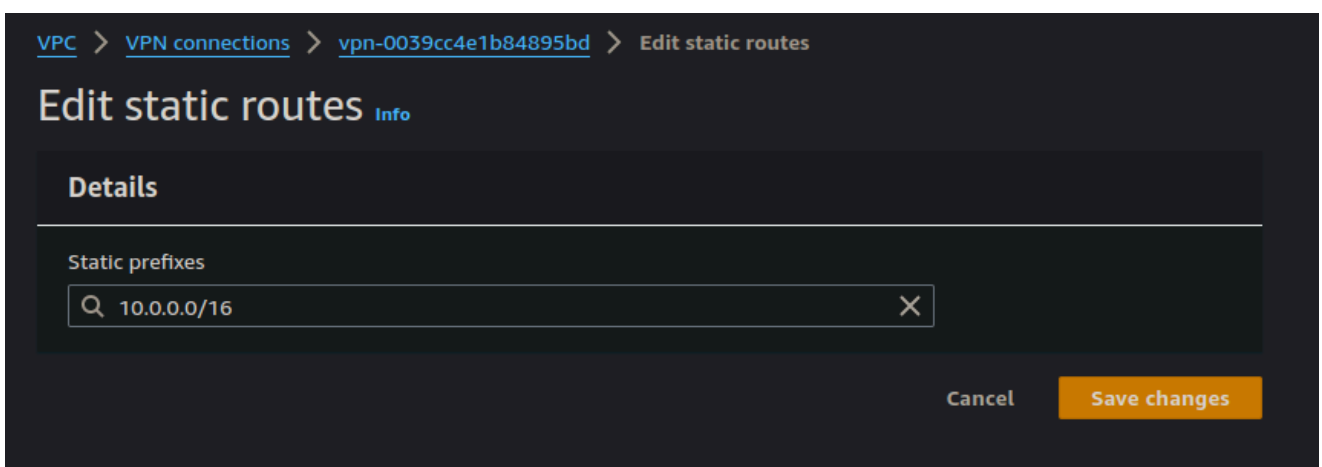 VPC > VPN connections > vpn-0039cc4e1b84895bd > Edit static routes
Edit static routes Info
Details
Static prefixes
10.0.0.0/16
Cancel Save changes